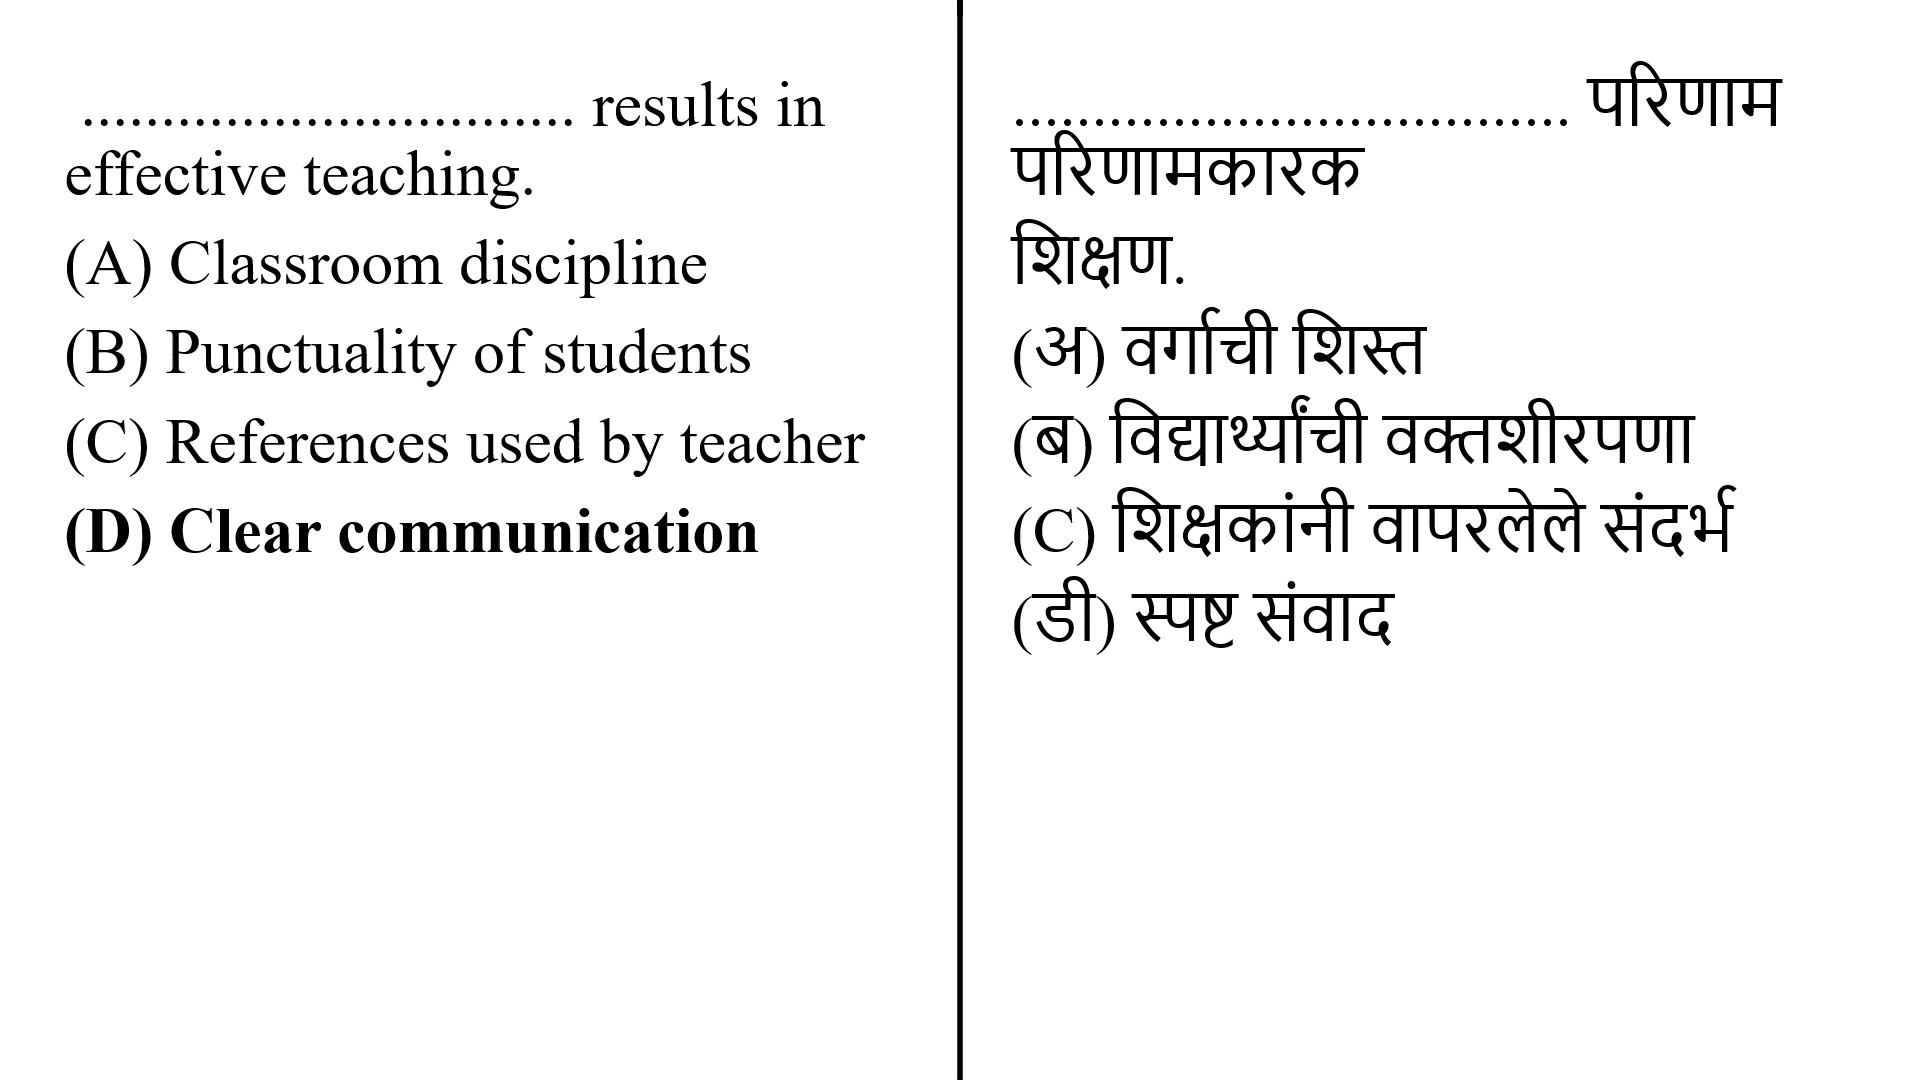 .............................. results in
effective teaching.
(A) Classroom discipline
(B) Punctuality of students
(C) References used by teacher
(D) Clear communication
.................................. परिणाम
परिणामकारक
शिक्षण.
(अ) वर्गाची शिस्त
(ब) विद्यार्थ्यांची वक्तशीरपणा
(C) शिक्षकांनी वापरलेले संदर्भ
(डी) स्पष्ट संवाद